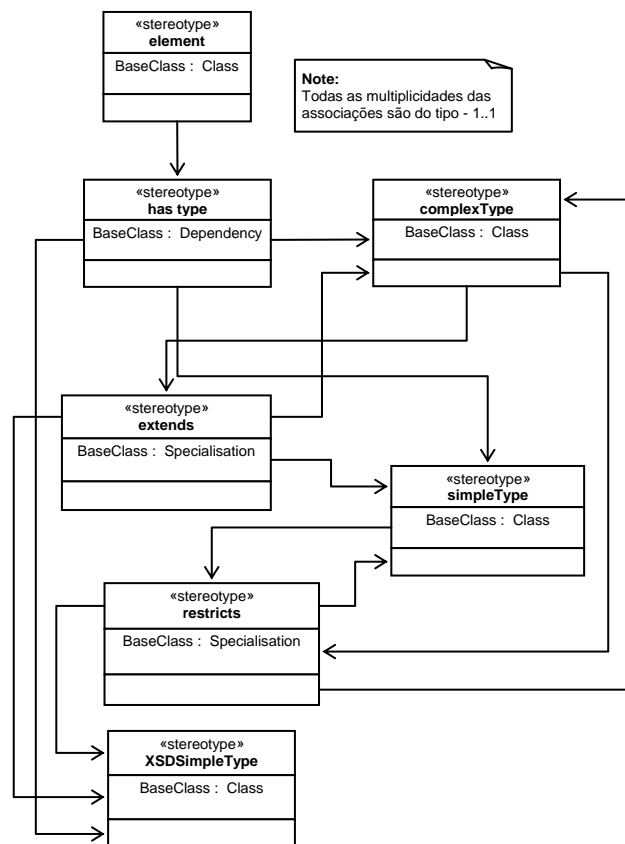 «stereotype»
element
BaseClass : Class
Note:
Todas as multiplicidades das
associações são do tipo - 1..1
«stereotype»
has type
BaseClass : Dependency
«stereotype»
complexType
BaseClass : Class
«stereotype»
extends
BaseClass : Specialisation
«stereotype»
simpleType
BaseClass : Class
«stereotype»
restricts
BaseClass : Specialisation
«stereotype»
XSDSimpleType
BaseClass : Class